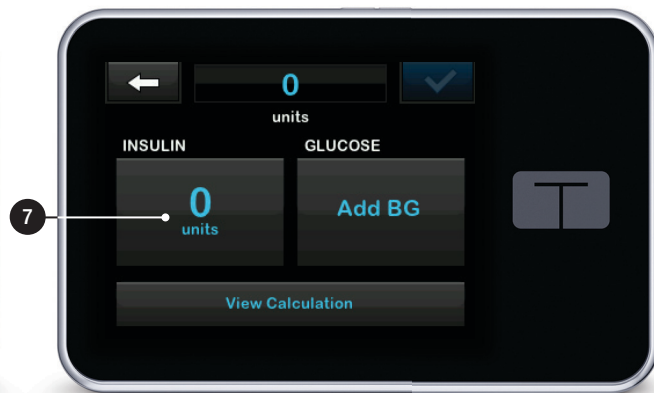 0
units
INSULIN GLUCOSE
0
units
Add BG
7
View Calculation